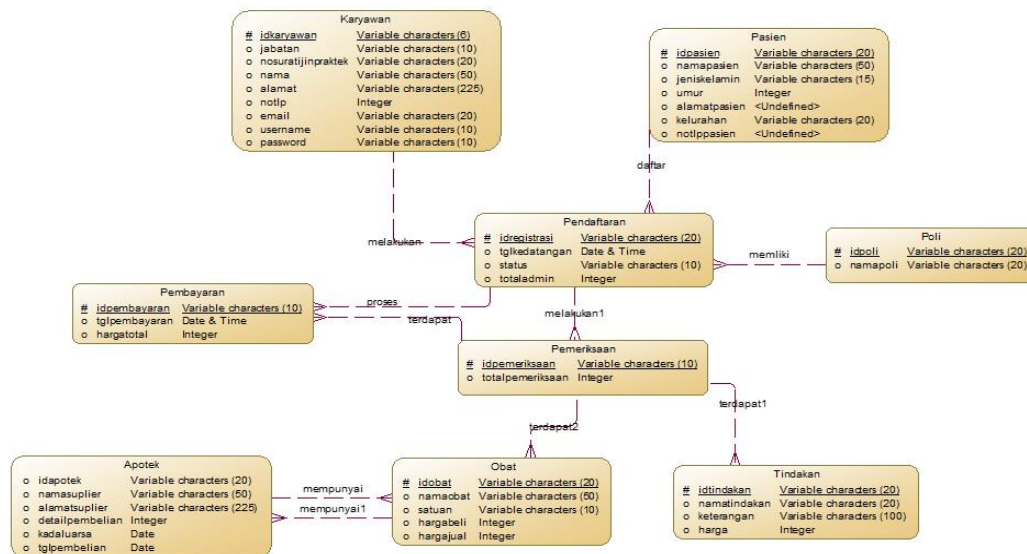 Karyawan
# idkaryawan Variable characters (6)
o jabatan Variable characters (10)
o nosuratijinpraktek Variable characters (20)
o nama Variable characters (50)
o alamat Variable characters (225)
o notlp Integer
o email Variable characters (20)
o username Variable characters (10)
o password Variable characters (10)
Pasien
# idpasien Variable characters (20)
o namapasien Variable characters (50)
o jeniskelamin Variable characters (15)
o umur Integer
o alamatpasien <Undefined>
o kelurahan Variable characters (20)
o notlppasien <Undefined>
daftar
melakukan
Pendaftaran
# idregistrasi Variable characters (20)
o tglkedatangan Date & Time
o status Variable characters (10)
o totaladmin Integer
memliki
Poli
# idpoli Variable characters (20)
o namapoli Variable characters (20)
Pembayaran
# idpembayaran Variable characters (10)
o tglpembayaran Date & Time
o hargatotal Integer
proses
terdapat
melakukan1
Pemeriksaan
# idpemeriksaan Variable characters (10)
o totalpemeriksaan Integer
terdapat1
terdapat2
Apotek
o idapotek Variable characters (20)
o namasuplier Variable characters (50)
o alamatsuplier Variable characters (225)
o detailpembelian Integer
o kadaluarsa Date
o tglpembelian Date
mempunyai
mempunyai1
Obat
# idobat Variable characters (20)
o namaobat Variable characters (50)
o satuan Variable characters (10)
o hargabeli Integer
o hargajual Integer
Tindakan
# idtindakan Variable characters (20)
o namatindakan Variable characters (20)
o keterangan Variable characters (100)
o harga Integer